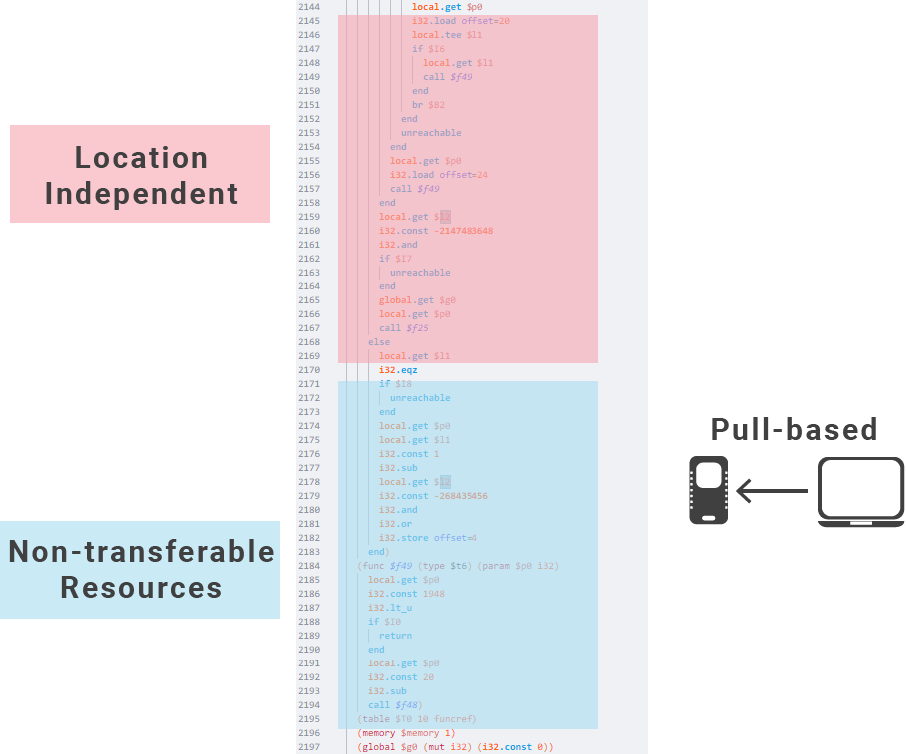 Location
Independent
Non-transferable
Resources
2144 local.get $p0
2145 i32.load offset=20
2146 local.tee $l1
2147 if $I6
2148 local.get $l1
2149 call $f49
2150 end
2151 br $B2
2152 end
2153 unreachable
2154 end
2155 local.get $p0
2156 i32.load offset=24
2157 call $f49
2158 end
2159 local.get $l2
2160 i32.const -2147483648
2161 i32.and
2162 if $I7
2163 unreachable
2164 end
2165 global.get $g0
2166 local.get $p0
2167 call $f25
2168 else
2169 local.get $l1
2170 i32.eqz
2171 if $I8
2172 unreachable
2173 end
2174 local.get $p0
2175 local.get $l1
2176 i32.const 1
2177 i32.sub
2178 local.get $l2
2179 i32.const -268435456
2180 i32.and
2181 i32.or
2182 i32.store offset=4
2183 end)
2184 (func $f49 (type $t6) (param $p0 i32)
2185 local.get $p0
2186 i32.const 1948
2187 i32.lt_u
2188 if $I0
2189 return
2190 end
2191 local.get $p0
2192 i32.const 20
2193 i32.sub
2194 call $f48)
2195 (table $T0 10 funcref)
2196 (memory $memory 1)
2197 (global $g0 (mut i32) (i32.const 0))
Pull-based